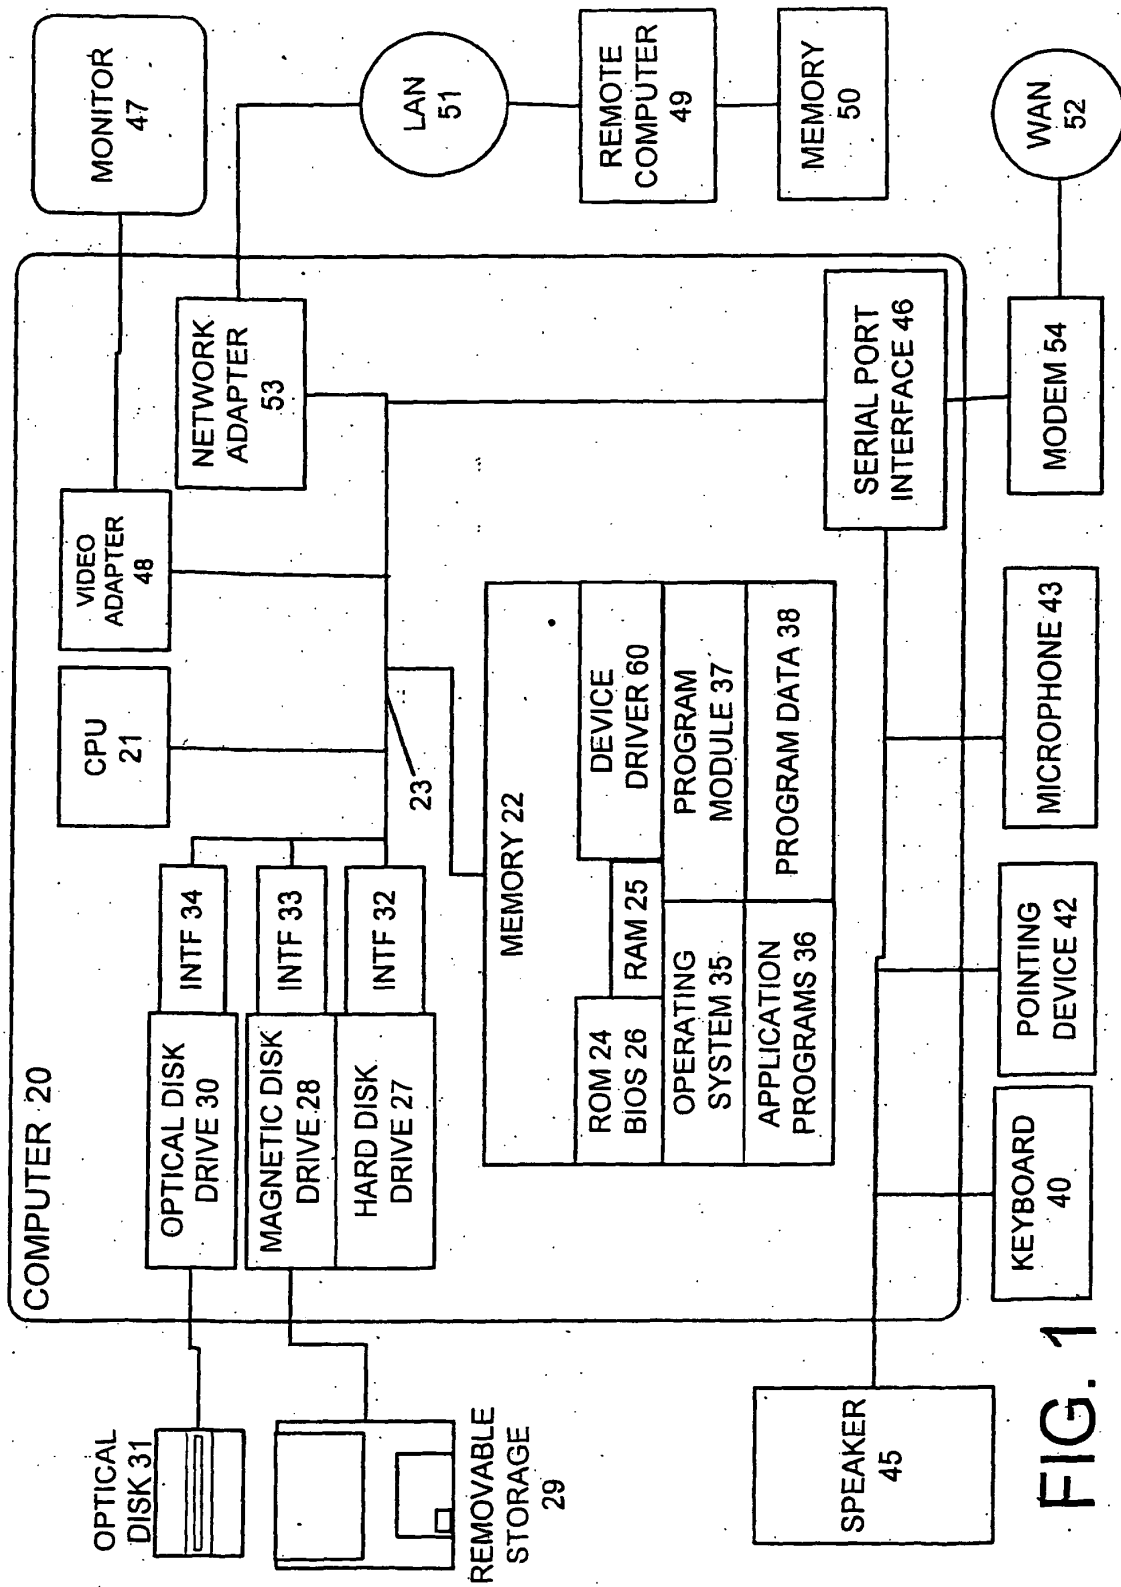 COMPUTER 20
MONITOR
47
CPU
21
VIDEO
ADAPTER
48
NETWORK
ADAPTER
53
LAN
51
REMOTE
COMPUTER
49
MEMORY
50
OPTICAL
DISK 31
OPTICAL DISK
DRIVE 30
INTF 34
MAGNETIC DISK
DRIVE 28
INTF 33
HARD DISK
DRIVE 27
INTF 32
23
REMOVABLE
STORAGE
29
MEMORY 22
ROM 24
BIOS 26
RAM 25
DEVICE
DRIVER 60
OPERATING
SYSTEM 35
PROGRAM
MODULE 37
APPLICATION
PROGRAMS 36
PROGRAM DATA 38
SERIAL PORT
INTERFACE 46
SPEAKER
45
KEYBOARD
40
POINTING
DEVICE 42
MICROPHONE 43
MODEM 54
WAN
52
FIG. 1